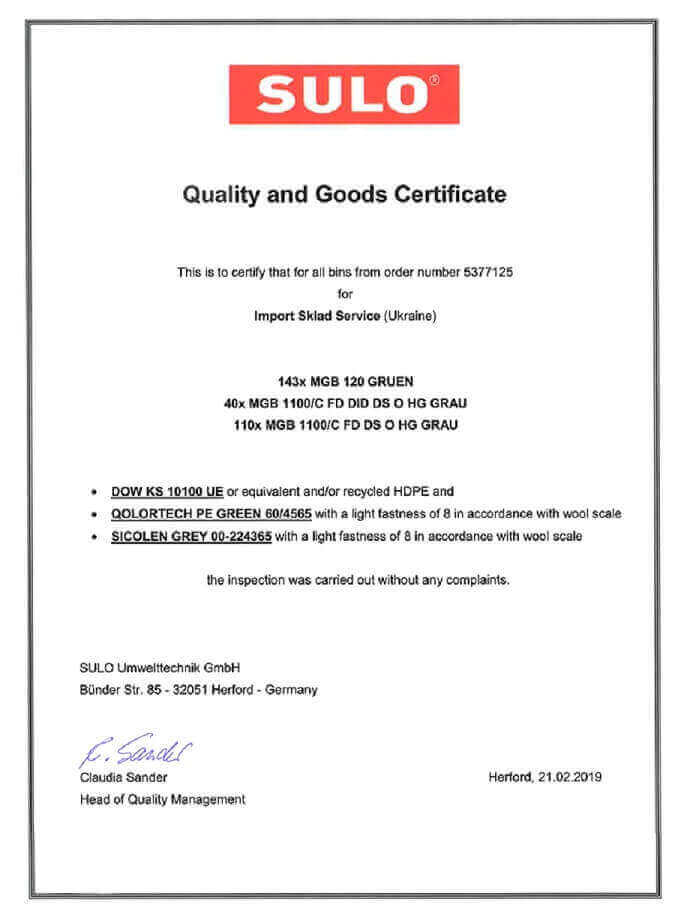 SULO®
Quality and Goods Certificate
This is to certify that for all bins from order number 5377125
for
Import Sklad Service (Ukraine)
143x MGB 120 GRUEN
40x MGB 1100/C FD DID DS O HG GRAU
110x MGB 1100/C FD DS O HG GRAU
• DOW KS 10100 UE or equivalent and/or recycled HDPE and
• QOLORTECH PE GREEN 60/4565 with a light fastness of 8 in accordance with wool scale
• SICOLEN GREY 00-224365 with a light fastness of 8 in accordance with wool scale
the inspection was carried out without any complaints.
SULO Umwelttechnik GmbH
Bünder Str. 85 - 32051 Herford - Germany
C. Sander
Claudia Sander
Herford, 21.02.2019
Head of Quality Management